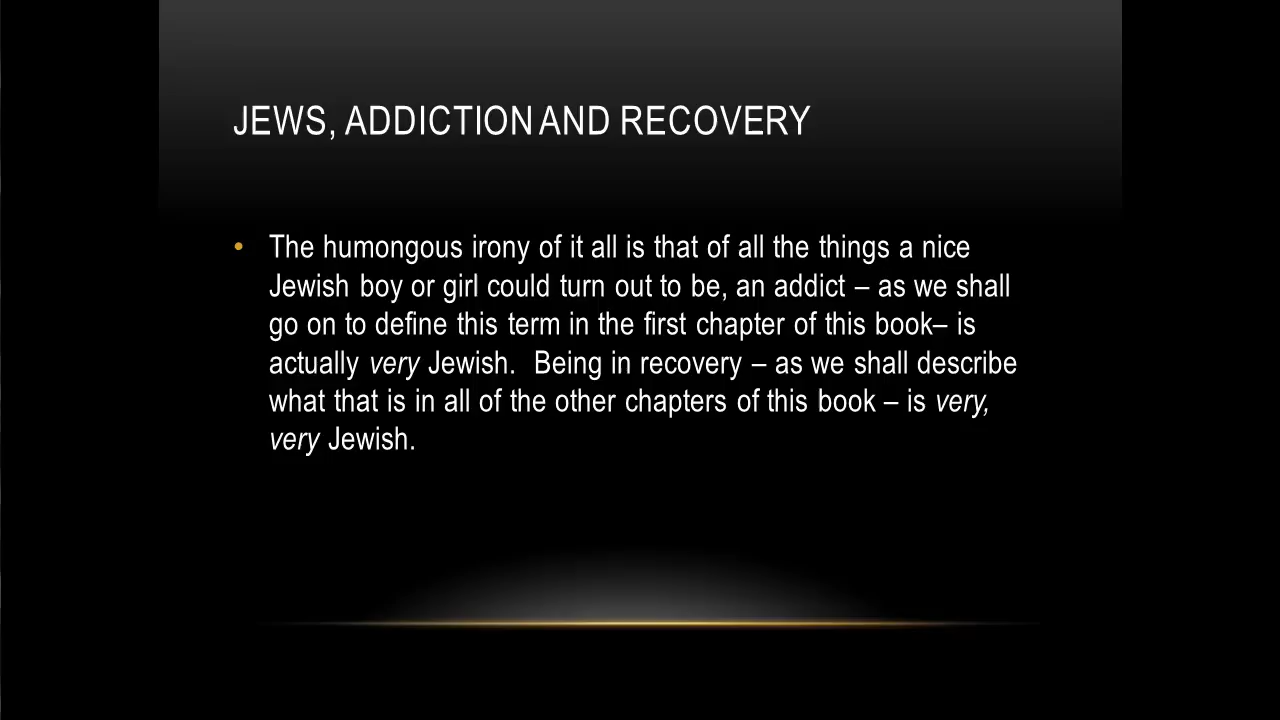 JEWS, ADDICTION AND RECOVERY
• The humongous irony of it all is that of all the things a nice
Jewish boy or girl could turn out to be, an addict – as we shall
go on to define this term in the first chapter of this book– is
actually very Jewish.  Being in recovery – as we shall describe
what that is in all of the other chapters of this book – is very,
very Jewish.